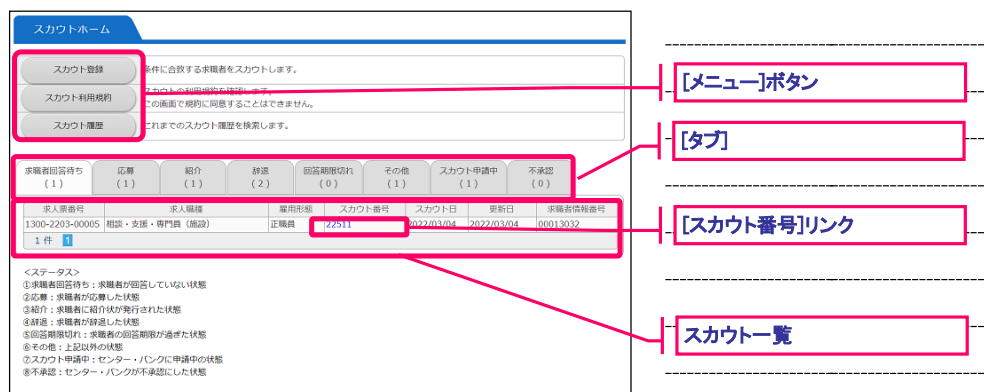 スカウトホーム
スカウト登録
条件に合致する求職者をスカウトします。
スカウト利用規約
スカウトの利用規約を確認します。
この画面で規約に同意することはできません。
スカウト履歴
これまでのスカウト履歴を検索します。
求職者回答待ち 応募 紹介 辞退 回答期限切れ その他 スカウト申請中 不承認
(1) (1) (1) (2) (0) (1) (1) (0)
求人票番号 求人職種 雇用形態 スカウト番号 スカウト日 更新日 求職者情報番号
1300-2203-00005 相談・支援・専門員(施設) 正職員 22511 2022/03/04 2022/03/04 00013032
1 件 1
<ステータス>
①求職者回答待ち:求職者が回答していない状態
②応募:求職者が応募した状態
③紹介:求職者に紹介状が発行された状態
④辞退:求職者が辞退した状態
⑤回答期限切れ:求職者の回答期限が過ぎた状態
⑥その他:上記以外の状態
⑦スカウト申請中:センター・バンクに申請中の状態
⑧不承認:センター・バンクが不承認にした状態
[メニュー]ボタン
[タブ]
[スカウト番号]リンク
スカウト一覧